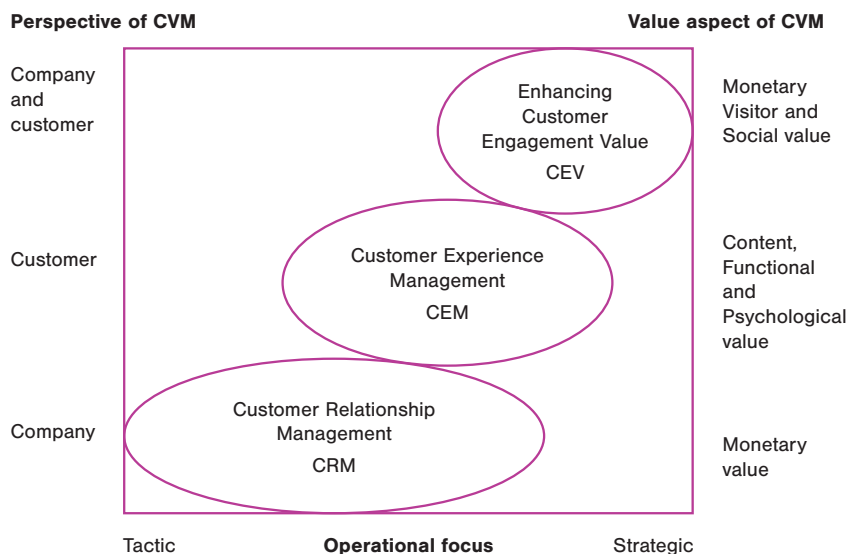 Perspective of CVM
Value aspect of CVM
Company
and
customer
Enhancing
Customer
Engagement Value
CEV
Monetary
Visitor and
Social value
Customer
Customer Experience
Management
CEM
Content,
Functional
and
Psychological
value
Company
Customer Relationship
Management
CRM
Monetary
value
Tactic
Operational focus
Strategic